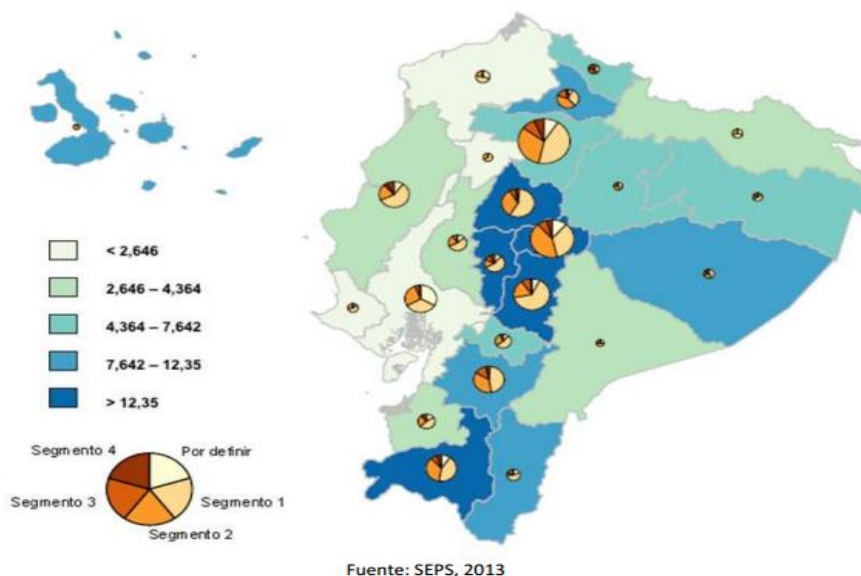 < 2,646
2,646 – 4,364
4,364 – 7,642
7,642 – 12,35
> 12,35
Segmento 4
Por definir
Segmento 3
Segmento 1
Segmento 2
Fuente: SEPS, 2013